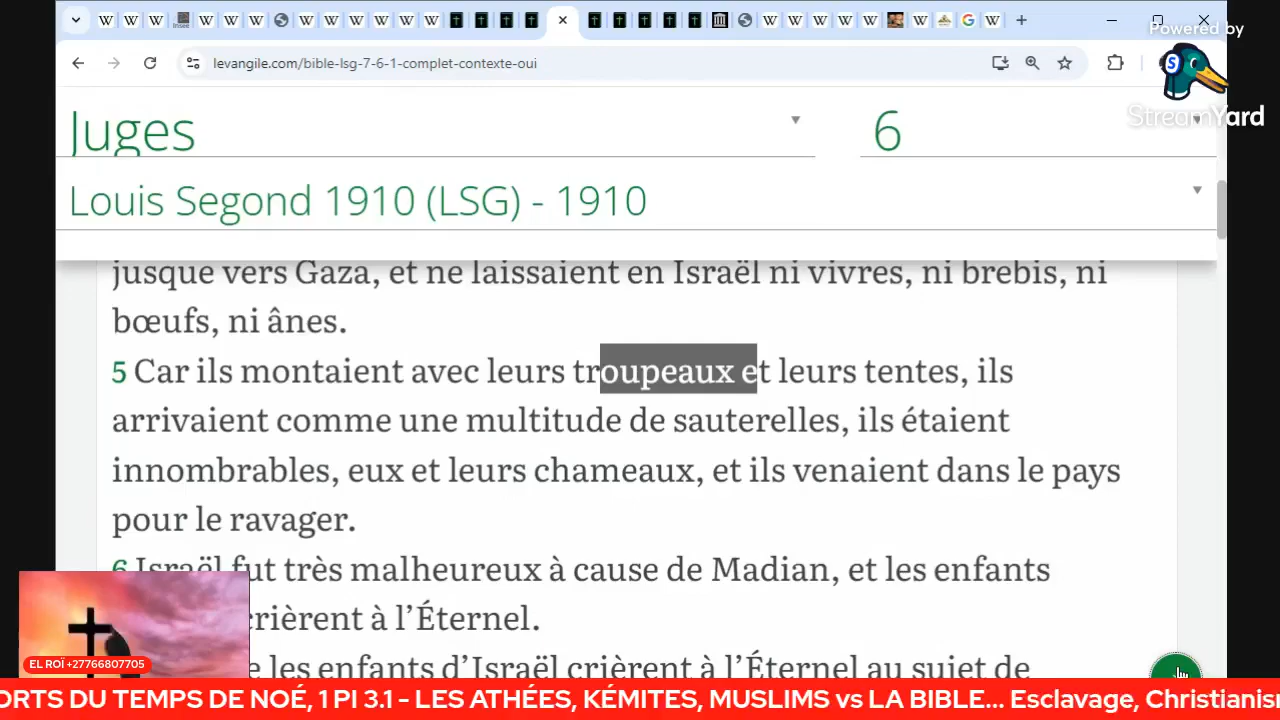 levangile.com/bible-lsg-7-6-1-complet-contexte-oui
Powered by
StreamYard
Juges
6
Louis Segond 1910 (LSG) - 1910
jusque vers Gaza, et ne laissaient en Israël ni vivres, ni brebis, ni
bœufs, ni ânes.
5 Car ils montaient avec leurs troupeaux et leurs tentes, ils
arrivaient comme une multitude de sauterelles, ils étaient
innombrables, eux et leurs chameaux, et ils venaient dans le pays
pour le ravager.
6 Israël fut très malheureux à cause de Madian, et les enfants
crièrent à l’Éternel.
les enfants d’Israël crièrent à l’Éternel au sujet de
EL ROÏ +27766807705
ORTS DU TEMPS DE NOÉ, 1 PI 3.1 - LES ATHÉES, KÉMITES, MUSLIMS vs LA BIBLE... Esclavage, Christianis